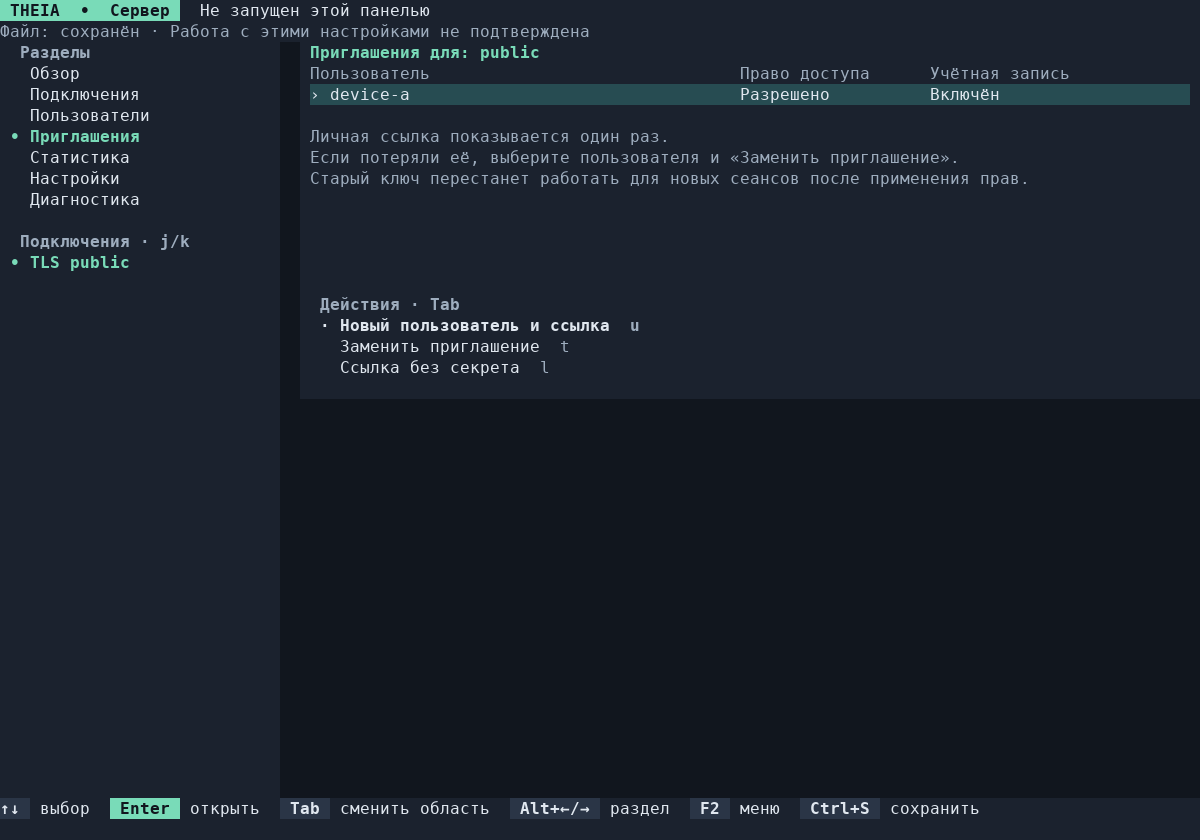 THEIA • Сервер Не запущен этой панелью
Файл: сохранён · Работа с этими настройками не подтверждена
Разделы
Обзор
Подключения
Пользователи
• Приглашения
Статистика
Настройки
Диагностика
Подключения · j/k
• TLS public
Приглашения для: public
Пользователь Право доступа Учётная запись
› device-a Разрешено Включён
Личная ссылка показывается один раз.
Если потеряли её, выберите пользователя и «Заменить приглашение».
Старый ключ перестанет работать для новых сеансов после применения прав.
Действия · Tab
· Новый пользователь и ссылка u
Заменить приглашение t
Ссылка без секрета l
↑↓ выбор Enter открыть Tab сменить область Alt+←/→ раздел F2 меню Ctrl+S сохранить